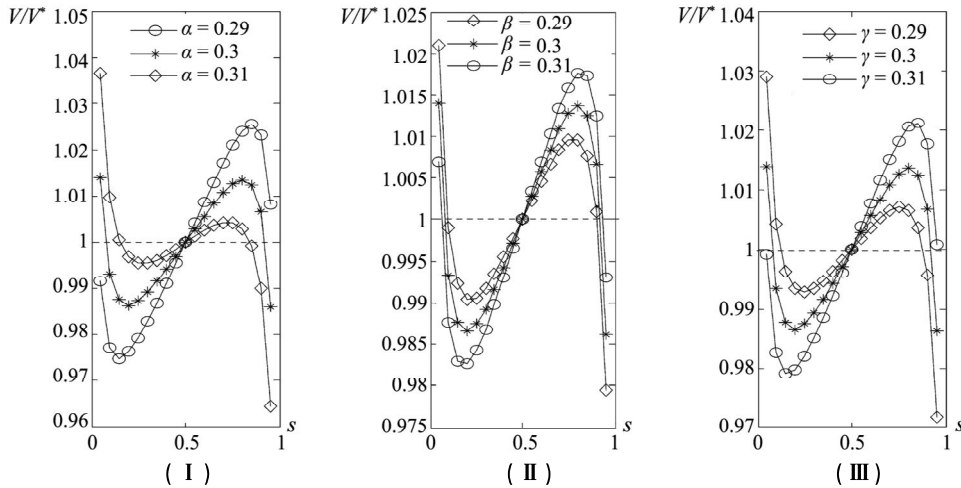 V/V*
1.05
α = 0.29
α = 0.3
α = 0.31
1.04
1.03
1.02
1.01
1
0.99
0.98
0.97
0.96
0
0.5
1
s
( Ⅰ )
V/V*
1.025
β = 0.29
β = 0.3
β = 0.31
1.02
1.015
1.01
1.005
1
0.995
0.99
0.985
0.98
0.975
0
0.5
1
s
( Ⅱ )
V/V*
1.04
γ = 0.29
γ = 0.3
γ = 0.31
1.03
1.02
1.01
1
0.99
0.98
0.97
0
0.5
1
s
( Ⅲ )